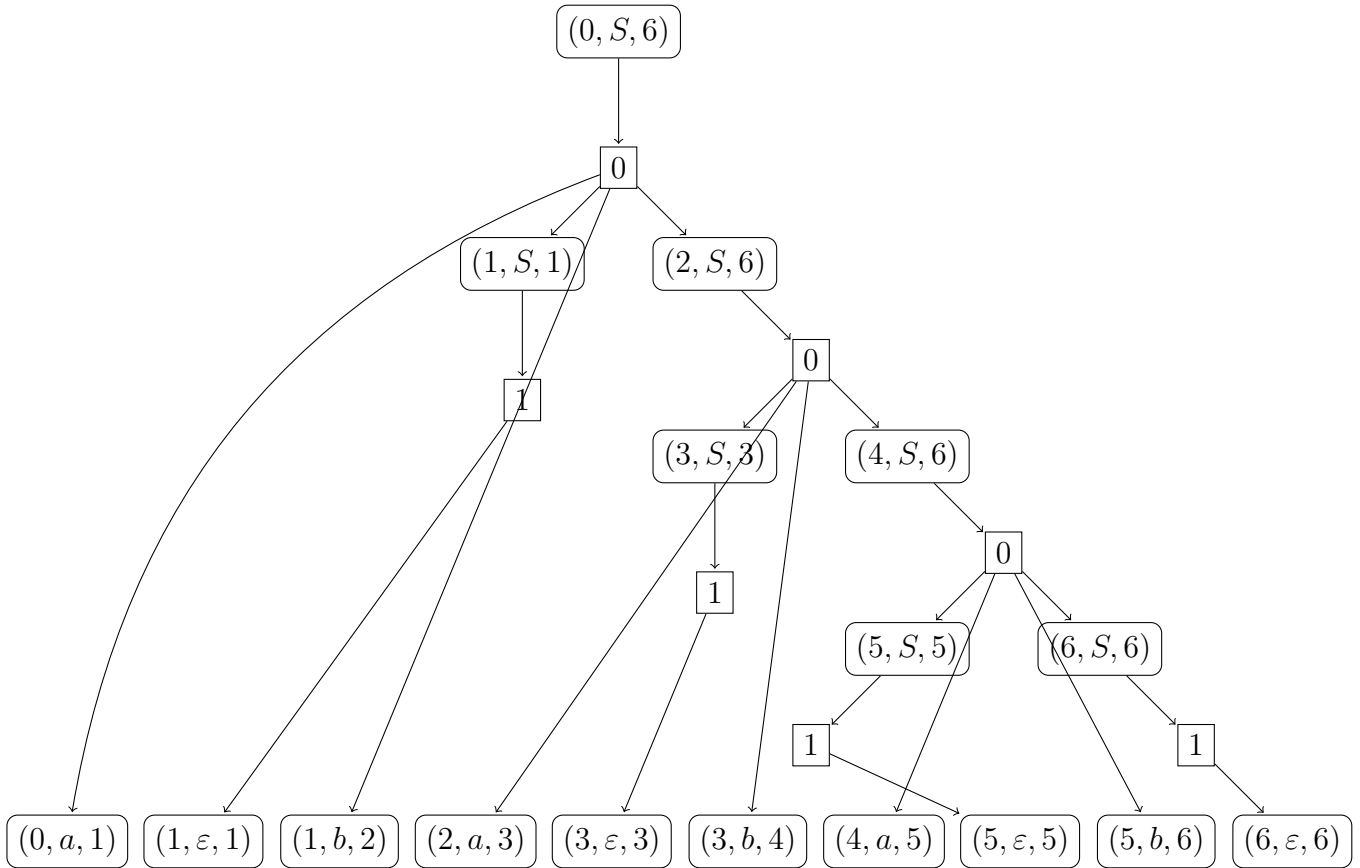 (0, S, 6)
0
(1, S, 1) (2, S, 6)
0
1
(3, S, 3) (4, S, 6)
0
1
(5, S, 5) (6, S, 6)
1 1
(0, a, 1) (1, ε, 1) (1, b, 2) (2, a, 3) (3, ε, 3) (3, b, 4) (4, a, 5) (5, ε, 5) (5, b, 6) (6, ε, 6)